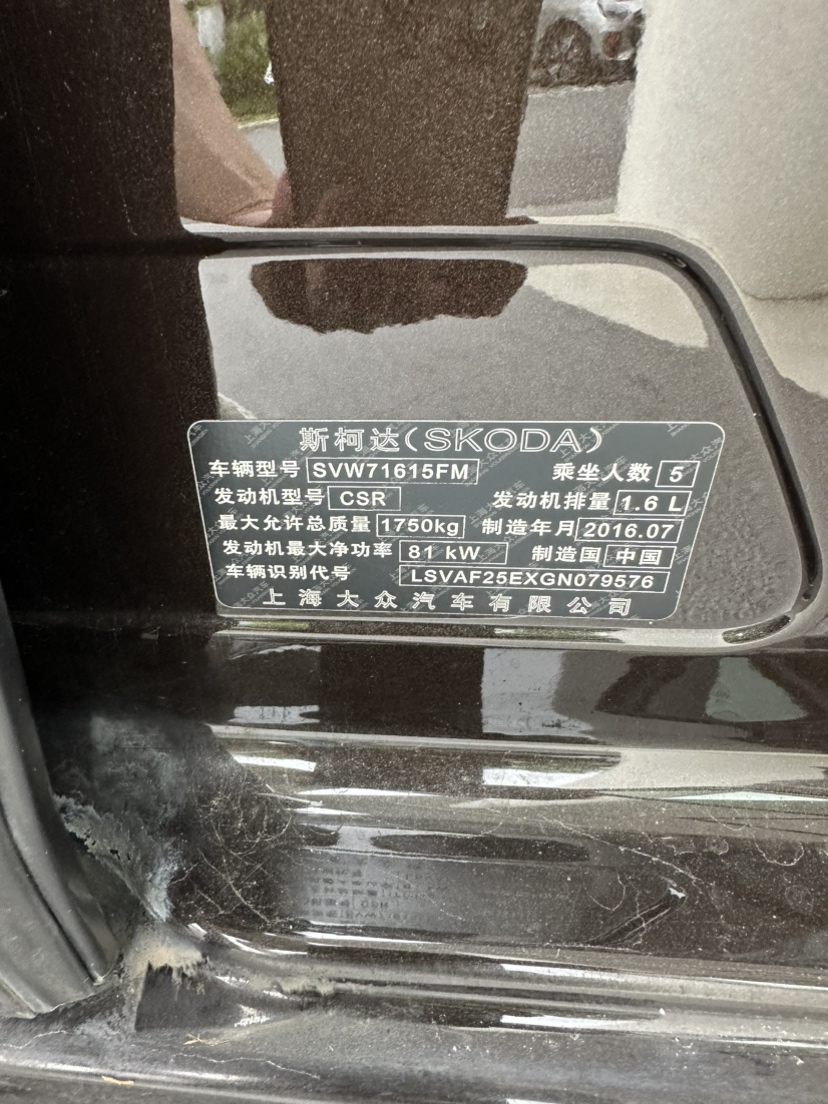 斯柯达(SKODA)
车辆型号 SVW71615FM 乘坐人数 5
发动机型号 CSR 发动机排量 1.6 L
最大允许总质量 1750kg 制造年月 2016.07
发动机最大净功率 81 kW 制造国 中国
车辆识别代号 LSVAF25EXGN079576
上海大众汽车有限公司